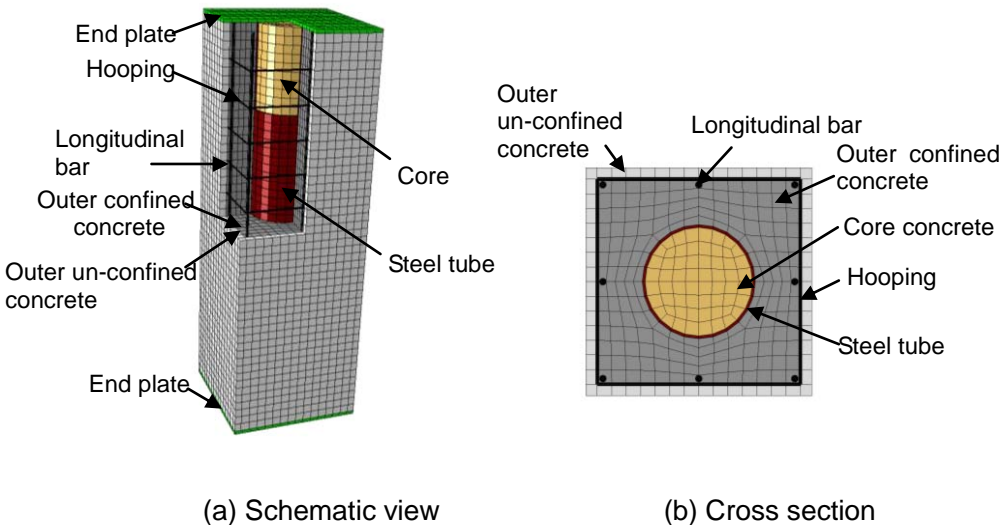 End plate
Hooping
Longitudinal
bar
Outer confined
concrete
Outer un-confined
concrete
End plate
Core
Steel tube
(a) Schematic view
Outer
un-confined
concrete
Longitudinal bar
Outer confined
concrete
Core concrete
Hooping
Steel tube
(b) Cross section